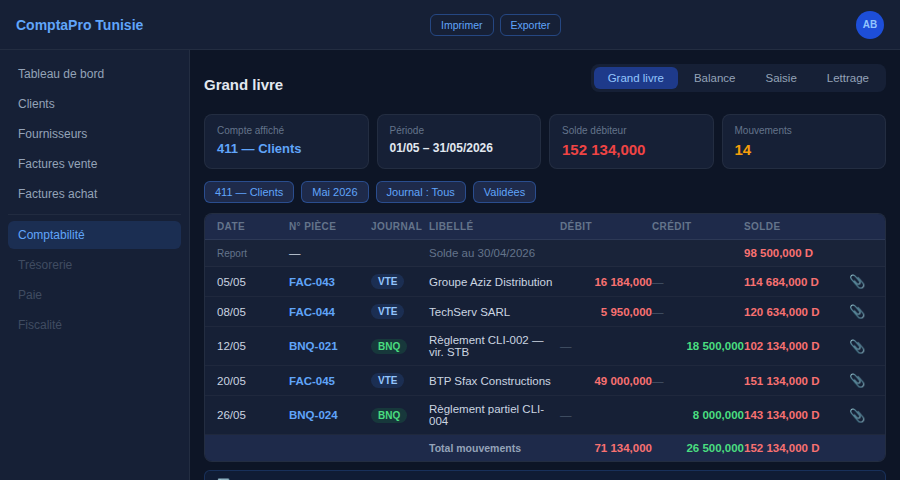 ComptaPro Tunisie
Imprimer
Exporter
AB
Tableau de bord
Clients
Fournisseurs
Factures vente
Factures achat
Comptabilité
Trésorerie
Paie
Fiscalité
Grand livre
Grand livre
Balance
Saisie
Lettrage
Compte affiché
411 — Clients
Période
01/05 – 31/05/2026
Solde débiteur
152 134,000
Mouvements
14
411 — Clients
Mai 2026
Journal : Tous
Validées
DATE N° PIÈCE JOURNAL LIBELLÉ DÉBIT CRÉDIT SOLDE
Report — Solde au 30/04/2026 98 500,000 D
05/05 FAC-043 VTE Groupe Aziz Distribution 16 184,000 — 114 684,000 D
08/05 FAC-044 VTE TechServ SARL 5 950,000 — 120 634,000 D
12/05 BNQ-021 BNQ Règlement CLI-002 — — 18 500,000 102 134,000 D
vir. STB
20/05 FAC-045 VTE BTP Sfax Constructions 49 000,000 — 151 134,000 D
26/05 BNQ-024 BNQ Règlement partiel CLI- — 8 000,000 143 134,000 D
004
Total mouvements 71 134,000 26 500,000 152 134,000 D